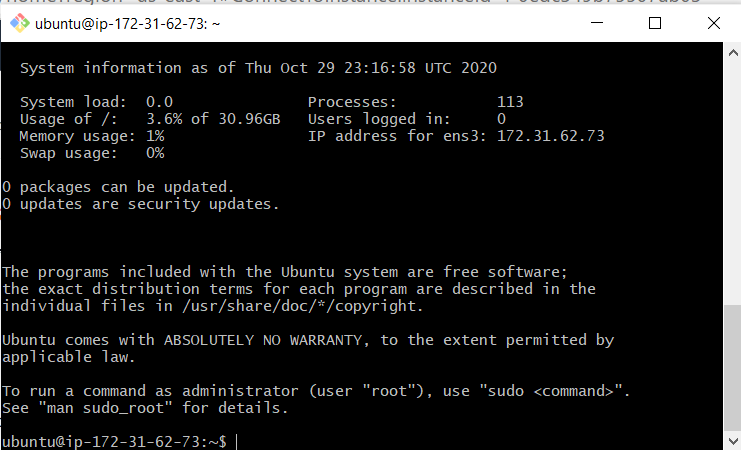 ubuntu@ip-172-31-62-73: ~
System information as of Thu Oct 29 23:16:58 UTC 2020
System load:  0.0               Processes:           113
Usage of /:   3.6% of 30.96GB   Users logged in:     0
Memory usage: 1%                IP address for ens3: 172.31.62.73
Swap usage:   0%
0 packages can be updated.
0 updates are security updates.
The programs included with the Ubuntu system are free software;
the exact distribution terms for each program are described in the
individual files in /usr/share/doc/*/copyright.
Ubuntu comes with ABSOLUTELY NO WARRANTY, to the extent permitted by
applicable law.
To run a command as administrator (user "root"), use "sudo <command>".
See "man sudo_root" for details.
ubuntu@ip-172-31-62-73:~$